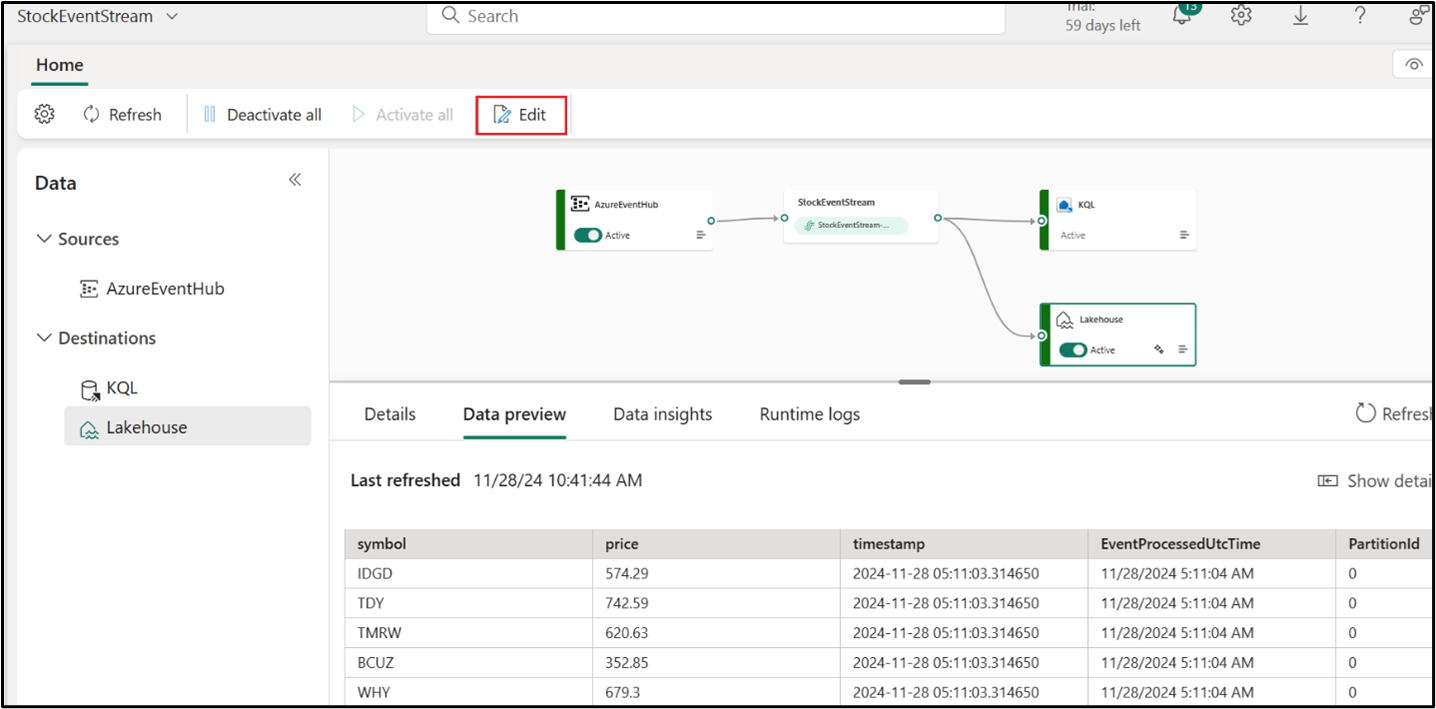 StockEventStream
Search
Trial:
59 days left
13
?
Home
Refresh
Deactivate all
Activate all
Edit
Data
Sources
AzureEventHub
Destinations
KQL
Lakehouse
AzureEventHub
Active
StockEventStream
StockEventStream-...
KQL
Active
Lakehouse
Active
Details Data preview Data insights Runtime logs Refresh
Last refreshed 11/28/24 10:41:44 AM
Show detai
symbol price timestamp EventProcessedUtcTime PartitionId
IDGD 574.29 2024-11-28 05:11:03.314650 11/28/2024 5:11:04 AM 0
TDY 742.59 2024-11-28 05:11:03.314650 11/28/2024 5:11:04 AM 0
TMRW 620.63 2024-11-28 05:11:03.314650 11/28/2024 5:11:04 AM 0
BCUZ 352.85 2024-11-28 05:11:03.314650 11/28/2024 5:11:04 AM 0
WHY 679.3 2024-11-28 05:11:03.314650 11/28/2024 5:11:04 AM 0